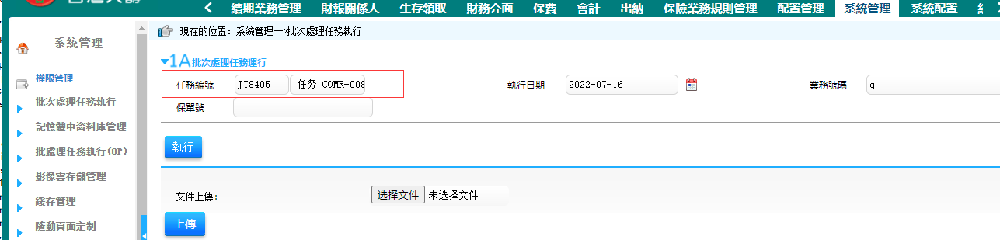 續期業務管理 財報關係人 生存領取 財務介面 保費 會計 出納 保險業務規則管理 配置管理 系統管理 系統配置
系統管理
權限管理
批次處理任務執行
記憶體中資料庫管理
批處理任務執行(OP)
影像雲存儲管理
緩存管理
隨動頁面定制
現在的位置: 系統管理—>批次處理任務執行
1A批次處理任務運行
任務編號 JT8405 任务_COMR-008 執行日期 2022-07-16 業務號碼 q
保單號
執行
文件上傳: 选择文件 未选择文件
上傳